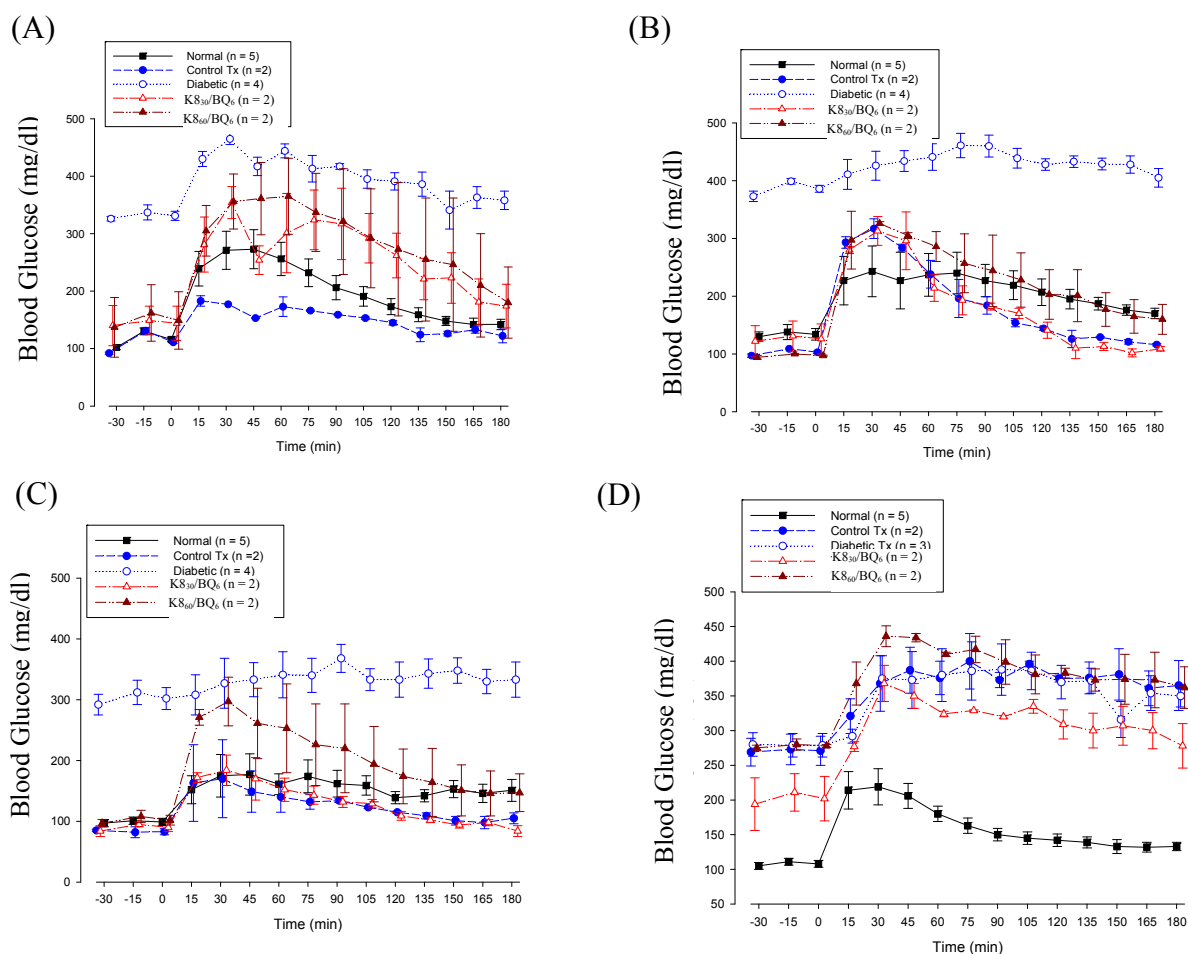 (A)
Normal (n = 5)
Control Tx (n =2)
Diabetic (n = 4)
K8₃₀/BQ₆ (n = 2)
K8₆₀/BQ₆ (n = 2)
Blood Glucose (mg/dl)
500
400
300
200
100
0
-30 -15 0 15 30 45 60 75 90 105 120 135 150 165 180
Time (min)
(B)
Normal (n = 5)
Control Tx (n =2)
Diabetic (n = 4)
K8₃₀/BQ₆ (n = 2)
K8₆₀/BQ₆ (n = 2)
Blood Glucose (mg/dl)
500
400
300
200
100
0
-30 -15 0 15 30 45 60 75 90 105 120 135 150 165 180
Time (min)
(C)
Normal (n = 5)
Control Tx (n =2)
Diabetic (n = 4)
K8₃₀/BQ₆ (n = 2)
K8₆₀/BQ₆ (n = 2)
Blood Glucose (mg/dl)
500
400
300
200
100
0
-30 -15 0 15 30 45 60 75 90 105 120 135 150 165 180
Time (min)
(D)
Normal (n = 5)
Control Tx (n =2)
Diabetic Tx (n = 3)
K8₃₀/BQ₆ (n = 2)
K8₆₀/BQ₆ (n = 2)
Blood Glucose (mg/dl)
500
450
400
350
300
250
200
150
100
50
-30 -15 0 15 30 45 60 75 90 105 120 135 150 165 180
Time (min)